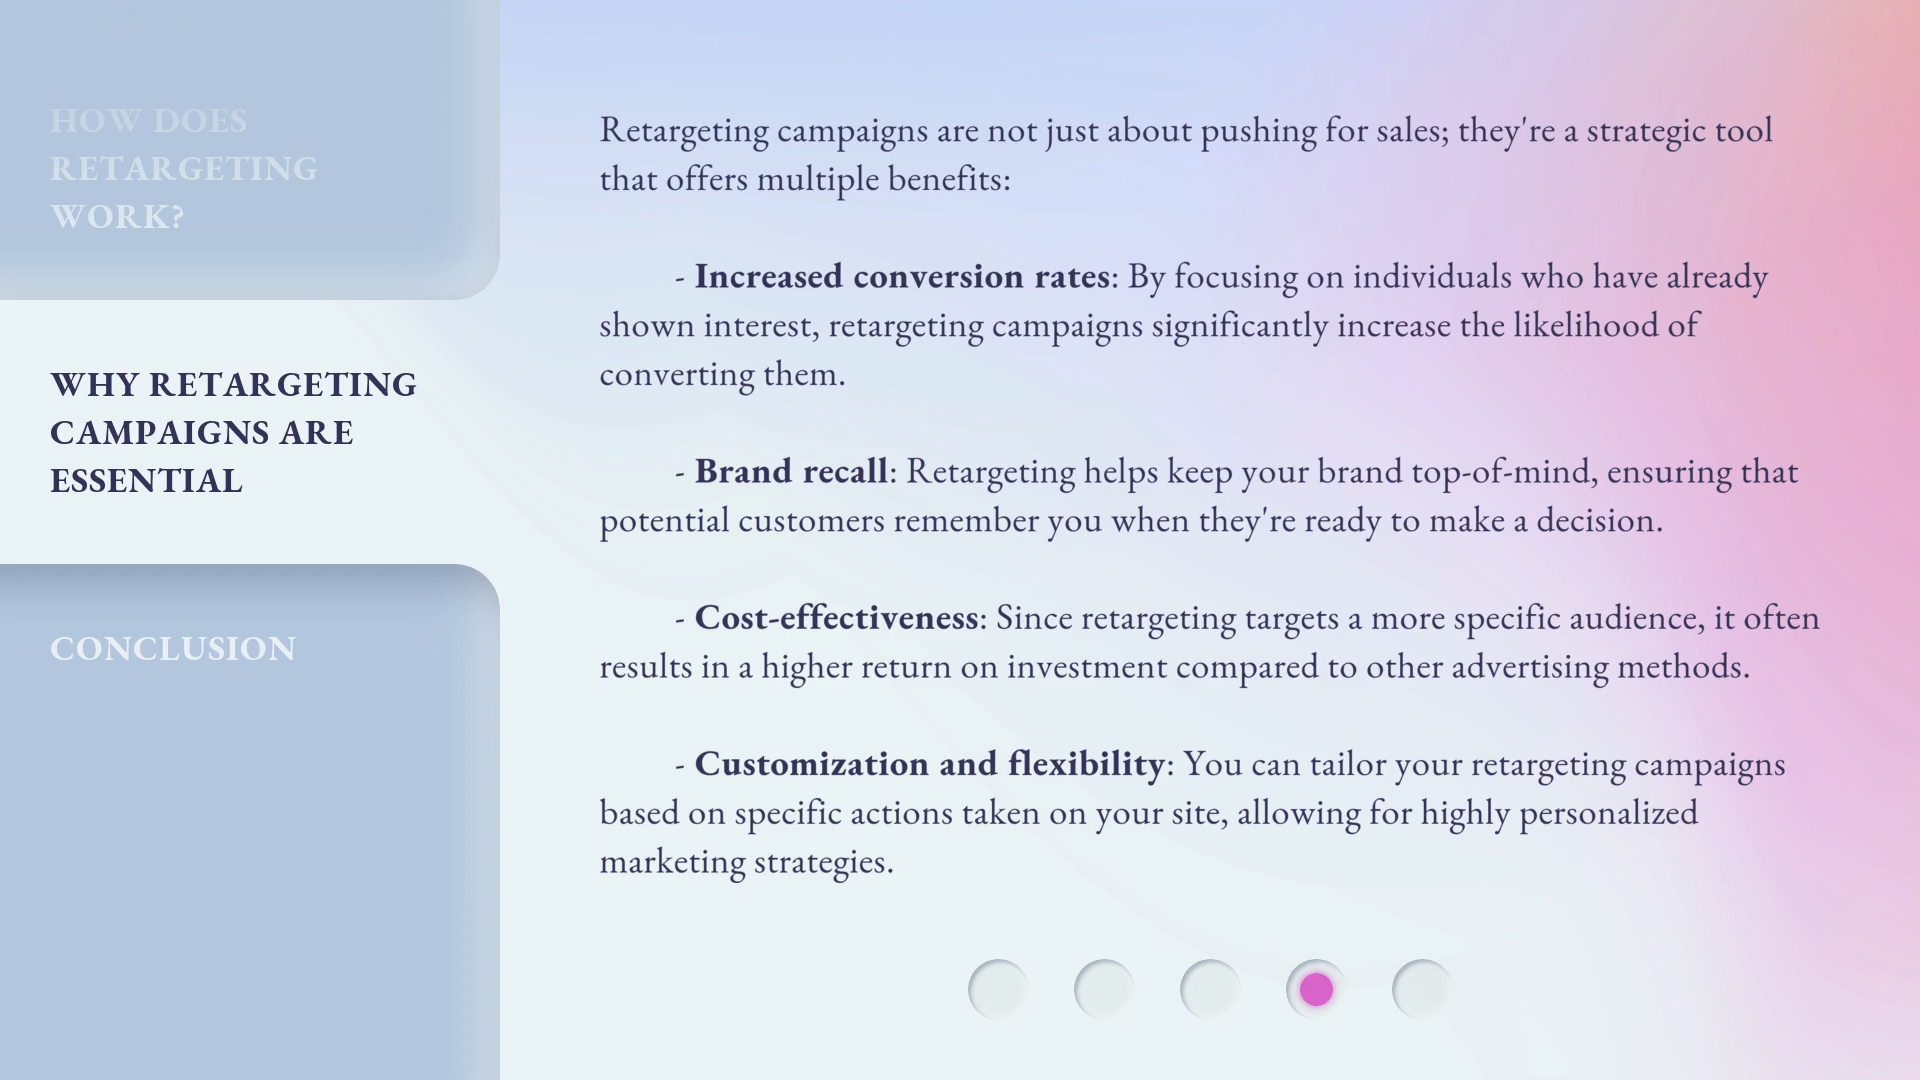 HOW DOES
RETARGETING
WORK?
WHY RETARGETING
CAMPAIGNS ARE
ESSENTIAL
CONCLUSION
Retargeting campaigns are not just about pushing for sales; they're a strategic tool
that offers multiple benefits:
- Increased conversion rates: By focusing on individuals who have already
shown interest, retargeting campaigns significantly increase the likelihood of
converting them.
- Brand recall: Retargeting helps keep your brand top-of-mind, ensuring that
potential customers remember you when they're ready to make a decision.
- Cost-effectiveness: Since retargeting targets a more specific audience, it often
results in a higher return on investment compared to other advertising methods.
- Customization and flexibility: You can tailor your retargeting campaigns
based on specific actions taken on your site, allowing for highly personalized
marketing strategies.